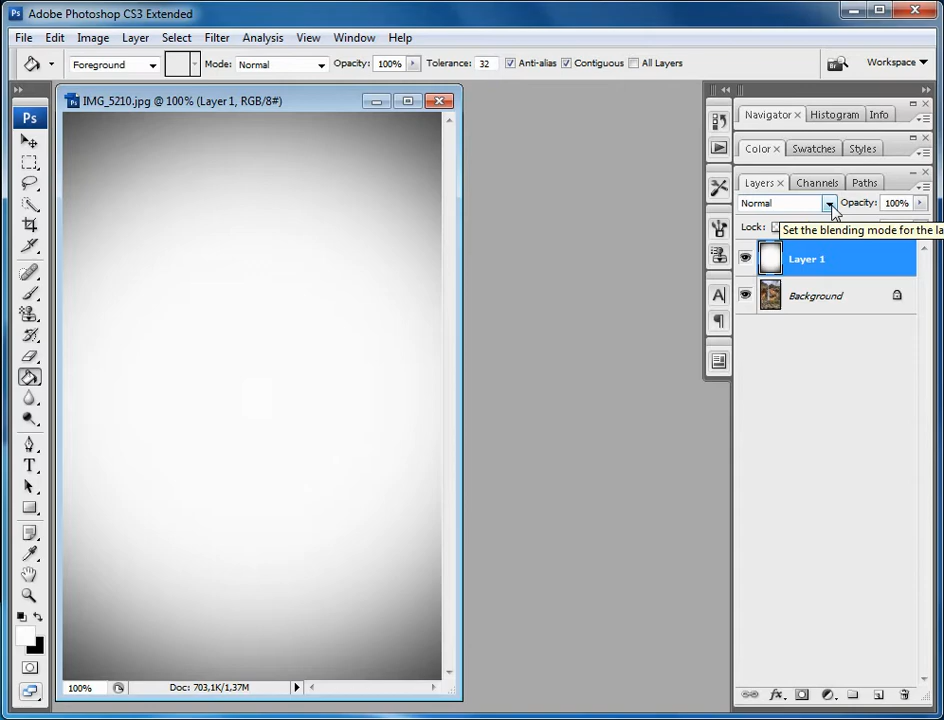 Ps Adobe Photoshop CS3 Extended
File Edit Image Layer Select Filter Analysis View Window Help
Foreground Mode: Normal Opacity: 100% Tolerance: 32 Anti-alias Contiguous All Layers Workspace
IMG_5210.jpg @ 100% (Layer 1, RGB/8#)
Ps
Navigator x Histogram Info
Color x Swatches Styles
Layers x Channels Paths
Normal Opacity: 100%
Lock:
Set the blending mode for the la
Layer 1
Background
A
T
fx
100% Doc: 703,1K/1,37M